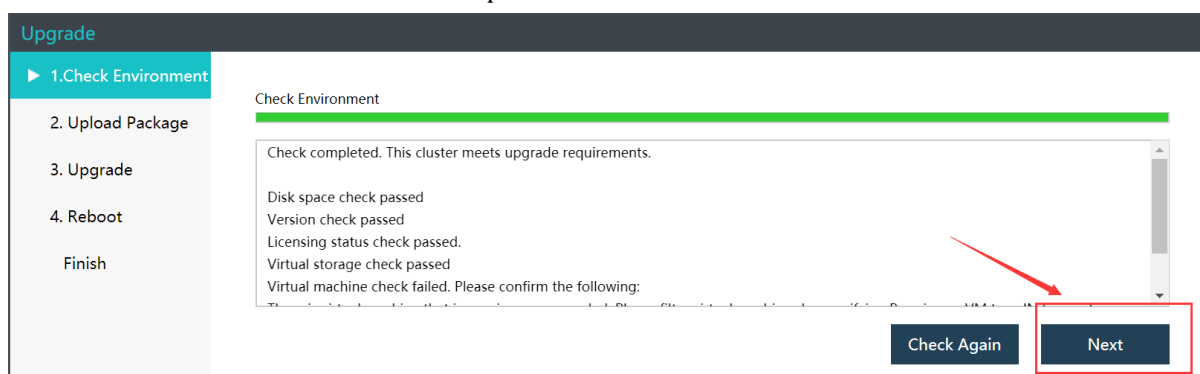 Upgrade
1.Check Environment
2. Upload Package
3. Upgrade
4. Reboot
Finish
Check Environment
Check completed. This cluster meets upgrade requirements.
Disk space check passed
Version check passed
Licensing status check passed.
Virtual storage check passed
Virtual machine check failed. Please confirm the following:
Check Again
Next